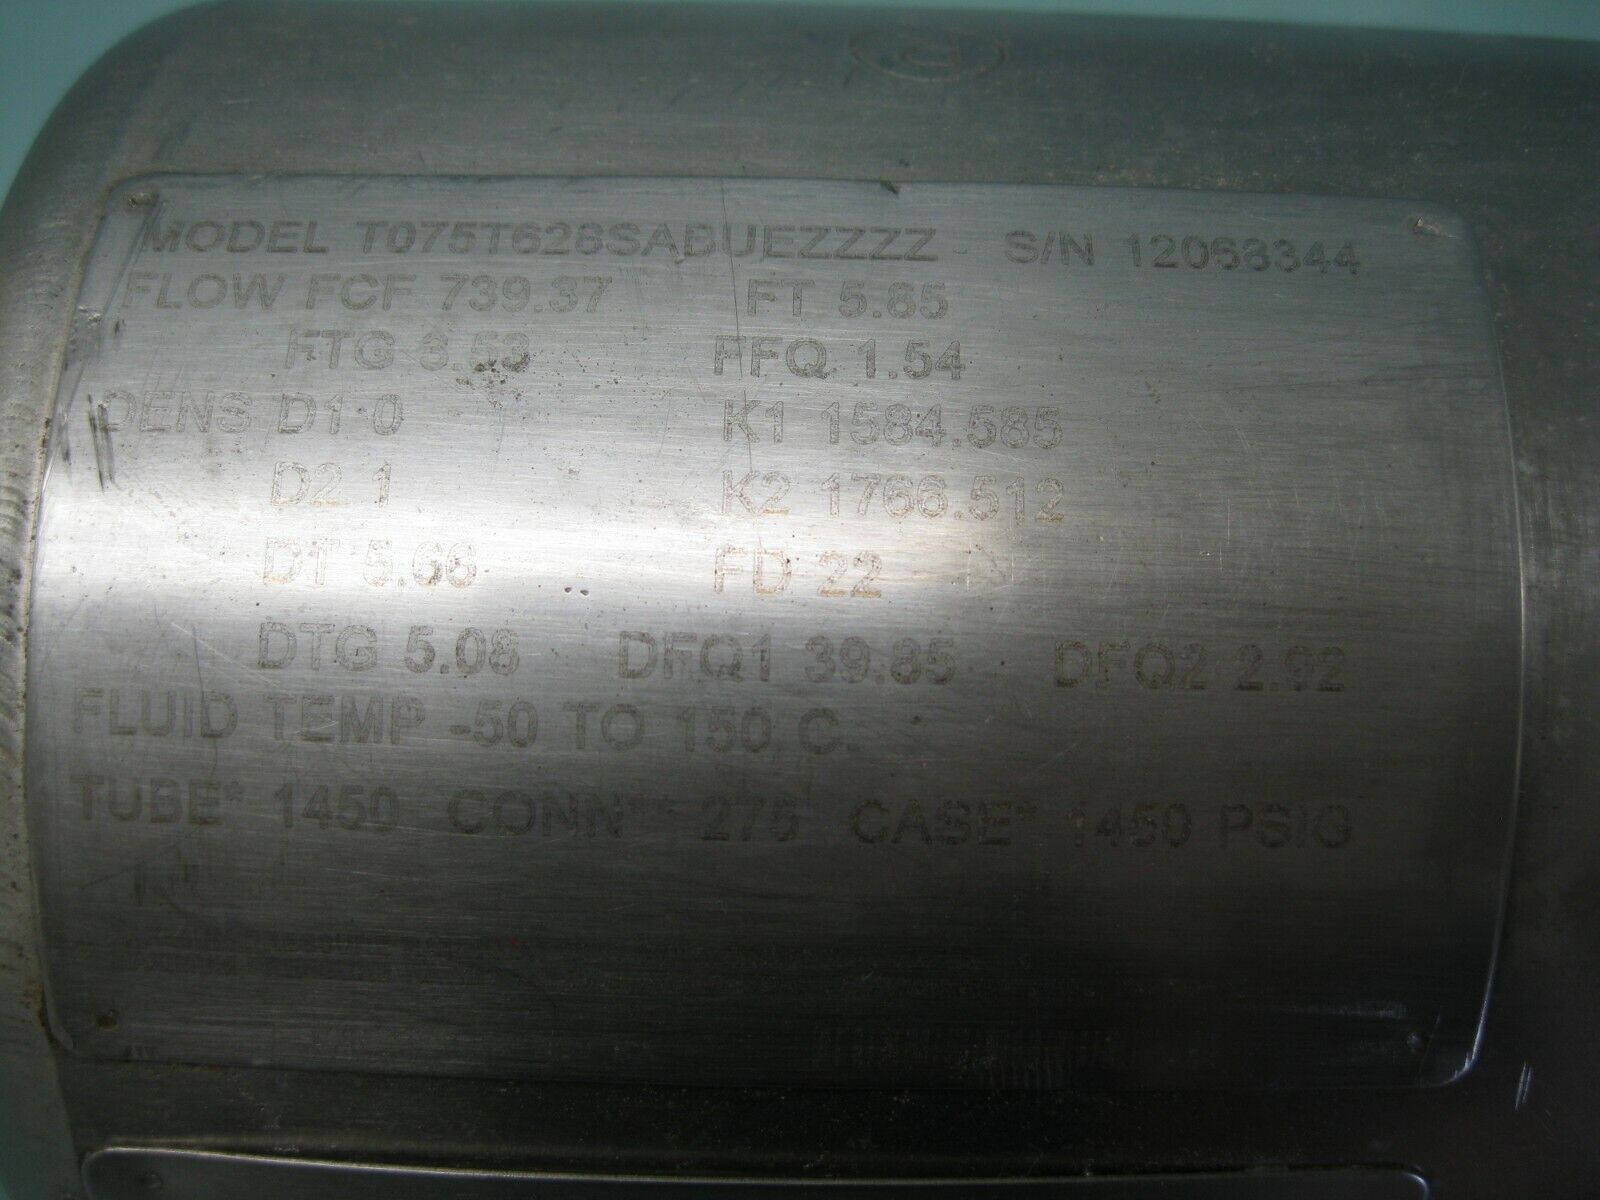 MODEL T075T628SABUEZZZZ S/N 12068344
FLOW FCF 739.37 FT 5.65
FTG 3.53 FFQ 1.54
DENS D1 0 K1 1584.585
D2 1 K2 1766.512
DT 5.66 FD 22
DTG 5.08 DFQ1 39.85 DFQ2 2.92
FLUID TEMP -50 TO 150 C.
TUBE* 1450 CONN** 275 CASE* 1450 PSIG